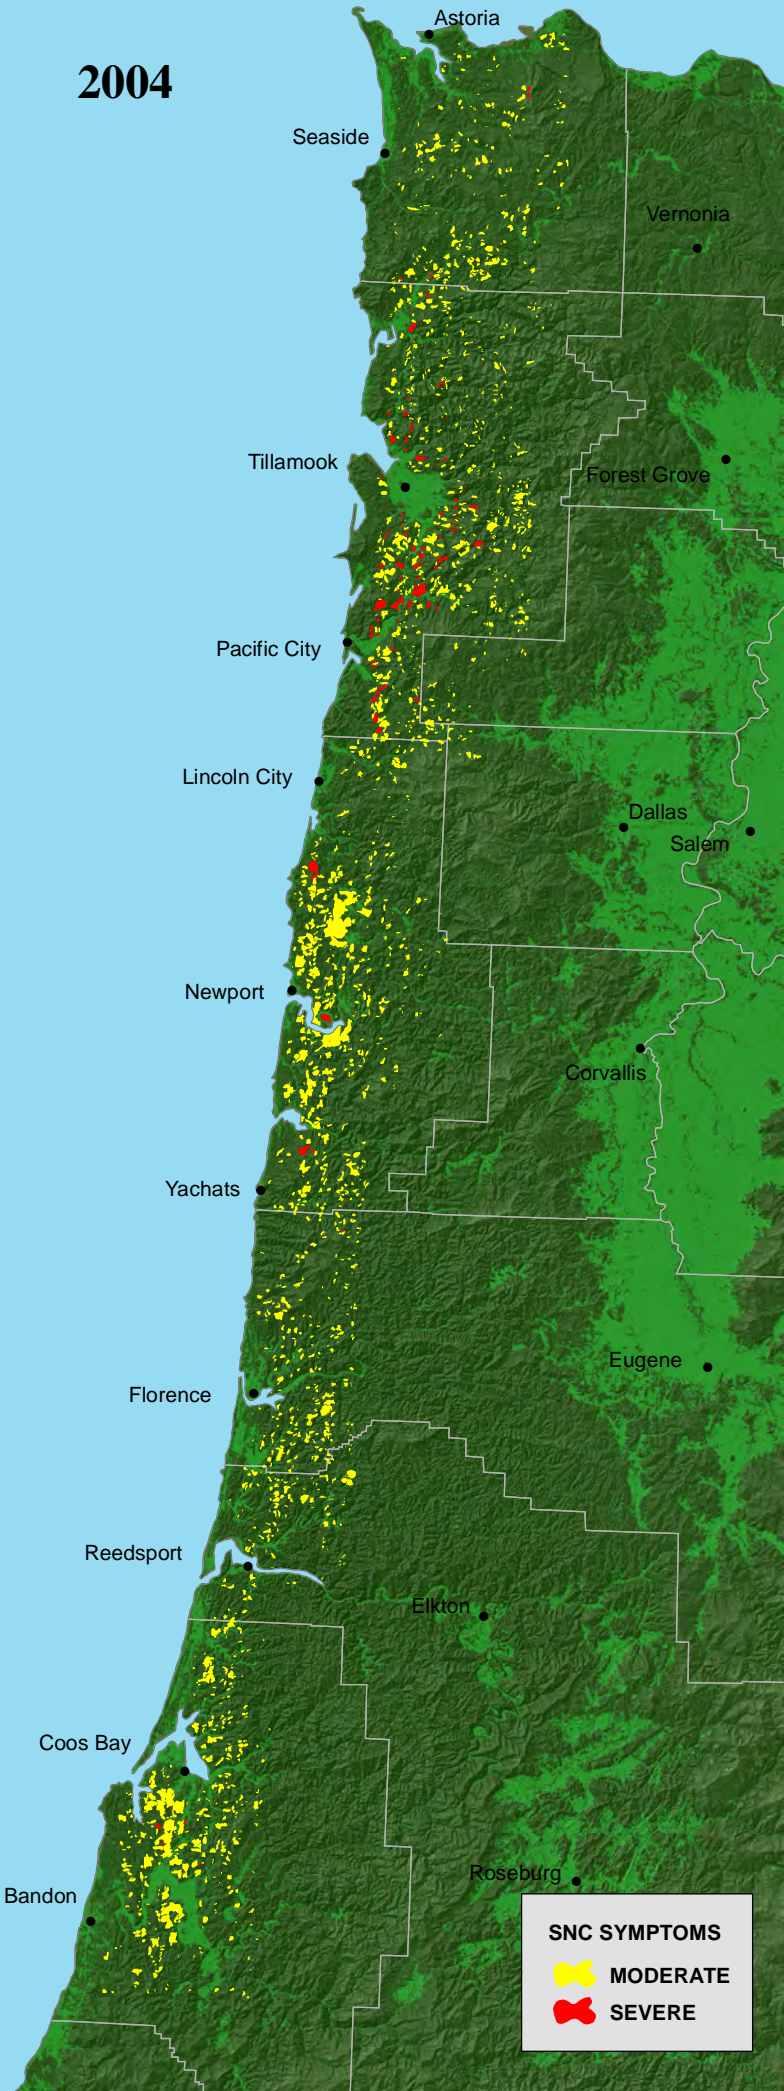 Astoria
2004
Seaside
Vernonia
Tillamook
Forest Grove
Pacific City
Lincoln City
Dallas
Salem
Newport
Corvallis
Yachats
Eugene
Florence
Reedsport
Elkton
Coos Bay
Roseburg
Bandon
SNC SYMPTOMS
MODERATE
SEVERE